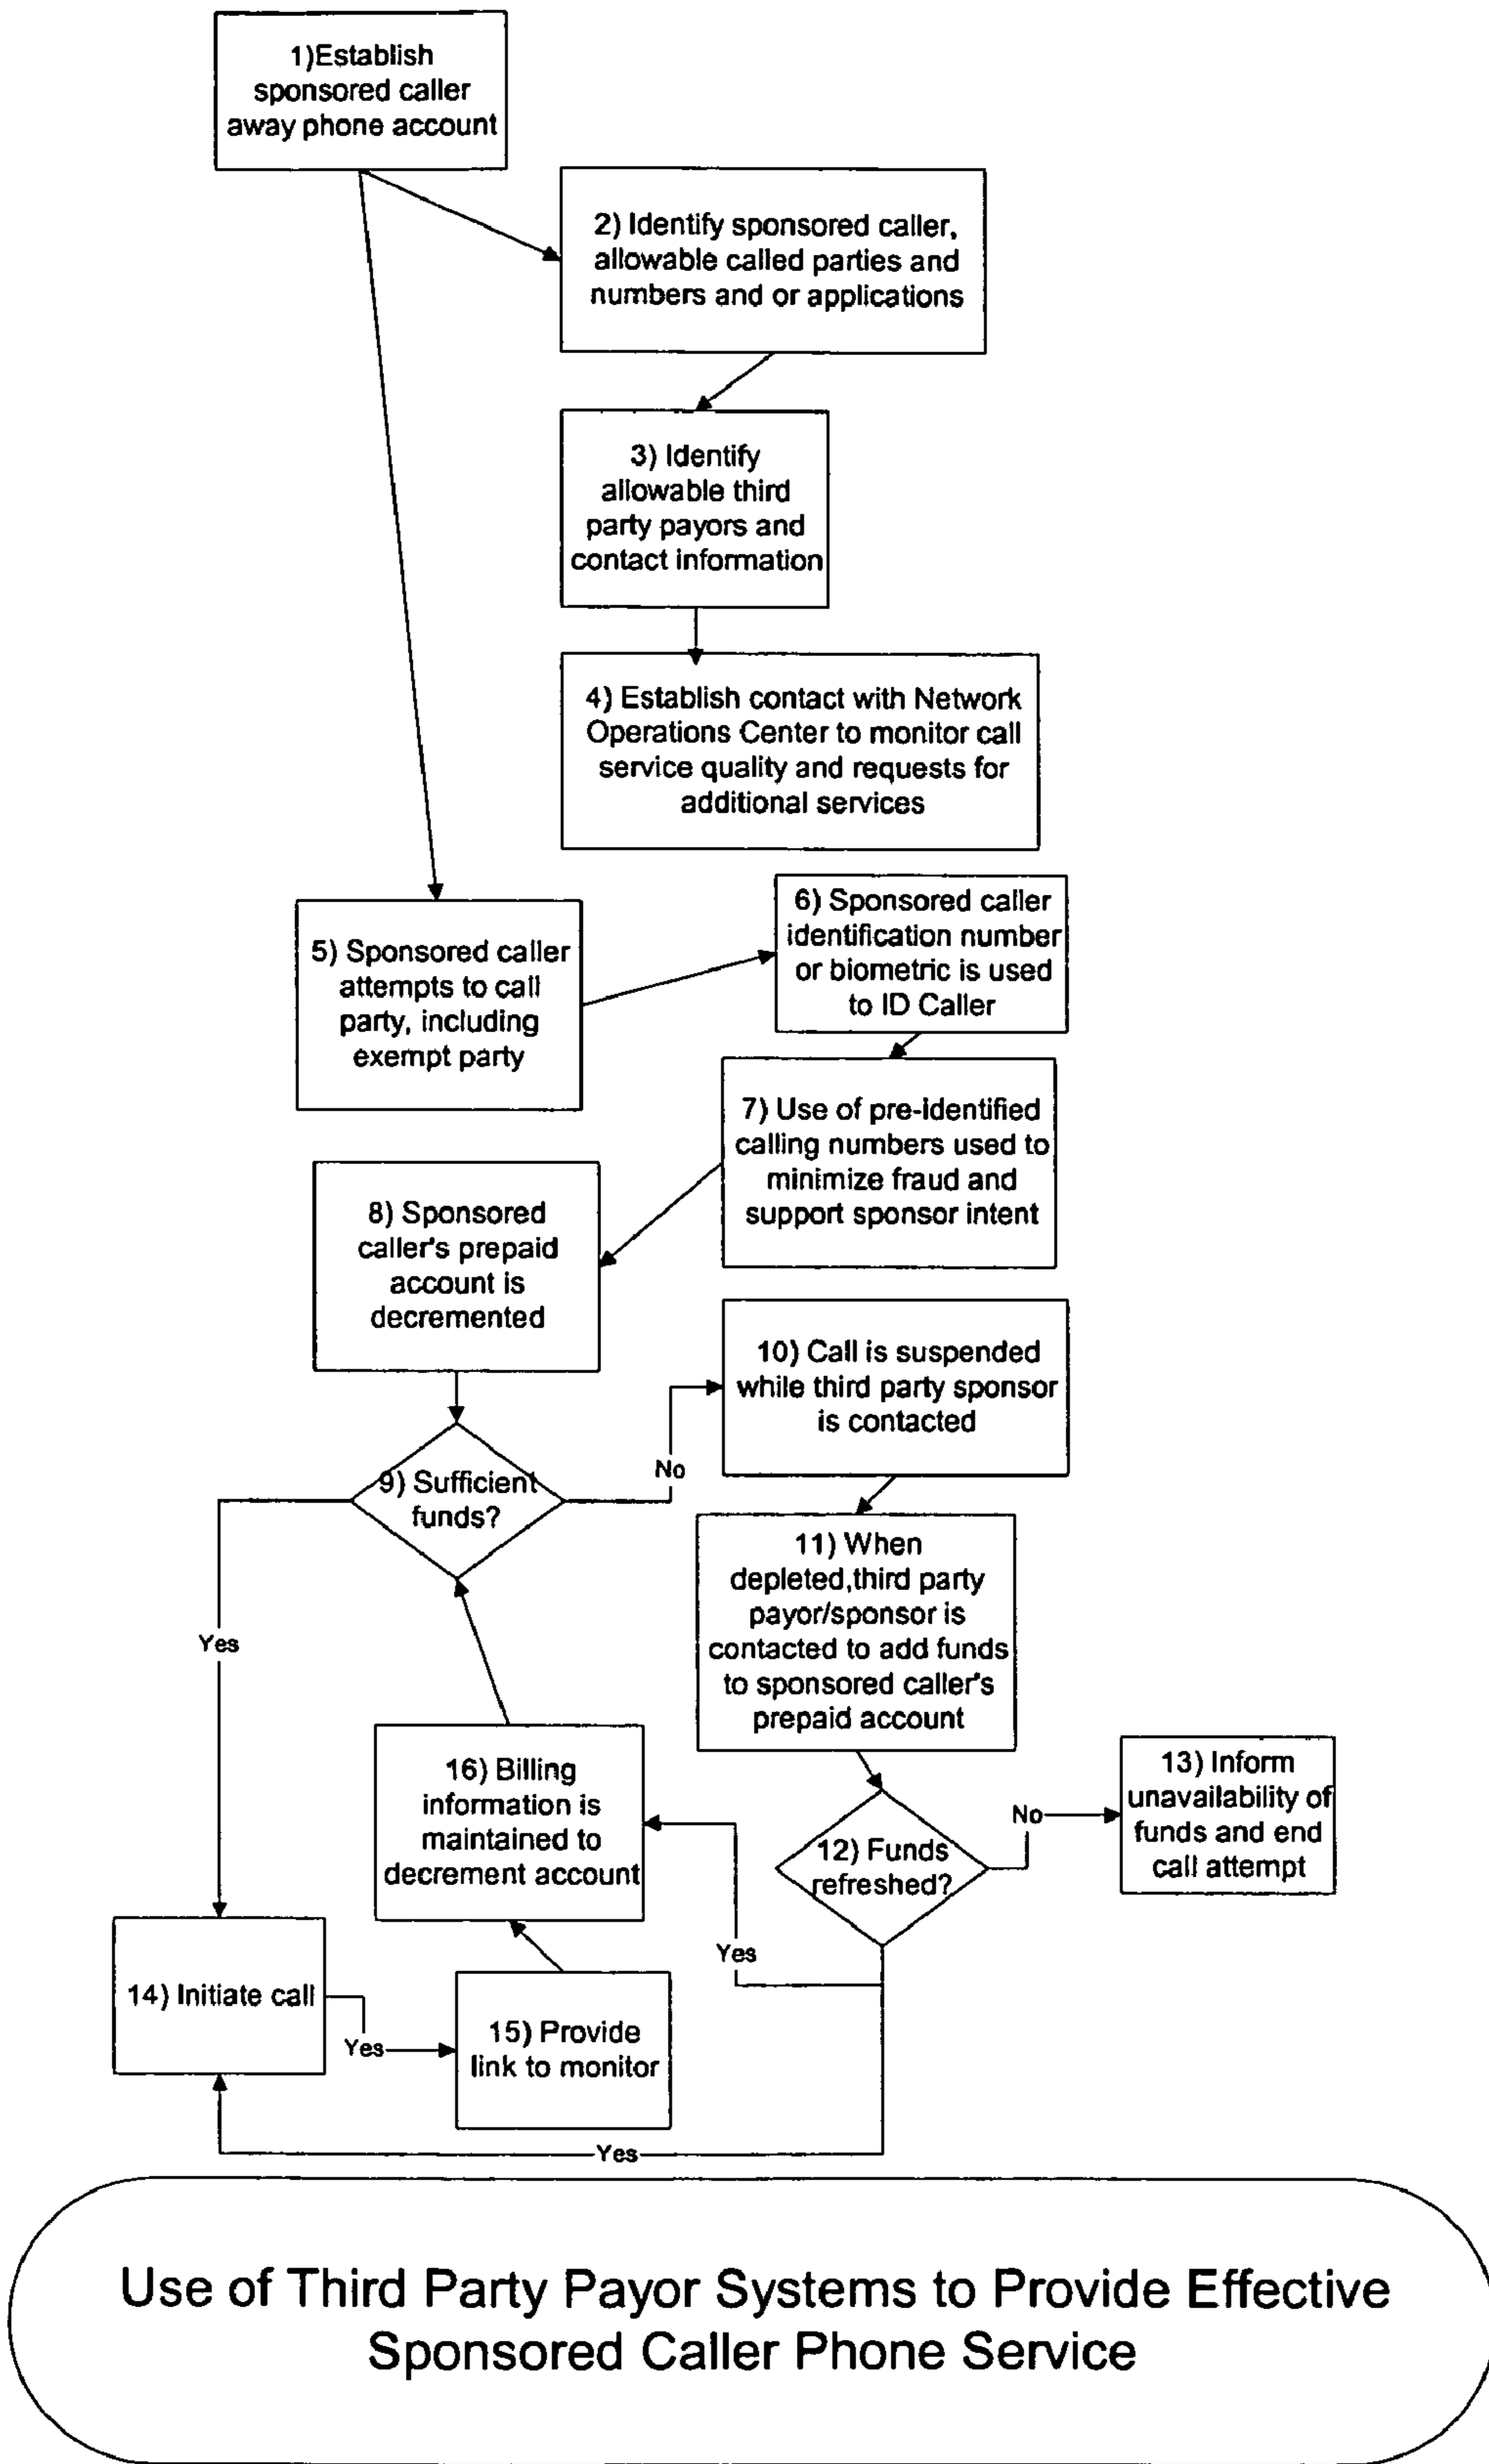 1)Establish
sponsored caller
away phone account
2) Identify sponsored caller,
allowable called parties and
numbers and or applications
3) Identify
allowable third
party payors and
contact information
4) Establish contact with Network
Operations Center to monitor call
service quality and requests for
additional services
5) Sponsored caller
attempts to call
party, including
exempt party
6) Sponsored caller
identification number
or biometric is used
to ID Caller
7) Use of pre-identified
calling numbers used to
minimize fraud and
support sponsor intent
8) Sponsored
caller's prepaid
account is
decremented
9) Sufficient
funds?
No
Yes
10) Call is suspended
while third party sponsor
is contacted
11) When
depleted,third party
payor/sponsor is
contacted to add funds
to sponsored caller's
prepaid account
12) Funds
refreshed?
No
Yes
Yes
13) Inform
unavailability of
funds and end
call attempt
14) Initiate call
Yes
15) Provide
link to monitor
16) Billing
information is
maintained to
decrement account
Use of Third Party Payor Systems to Provide Effective
Sponsored Caller Phone Service